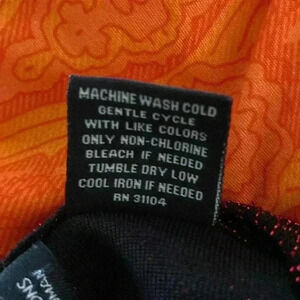 MACHINE WASH COLD
GENTLE CYCLE
WITH LIKE COLORS
ONLY NON-CHLORINE
BLEACH IF NEEDED
TUMBLE DRY LOW
COOL IRON IF NEEDED
RN 31104